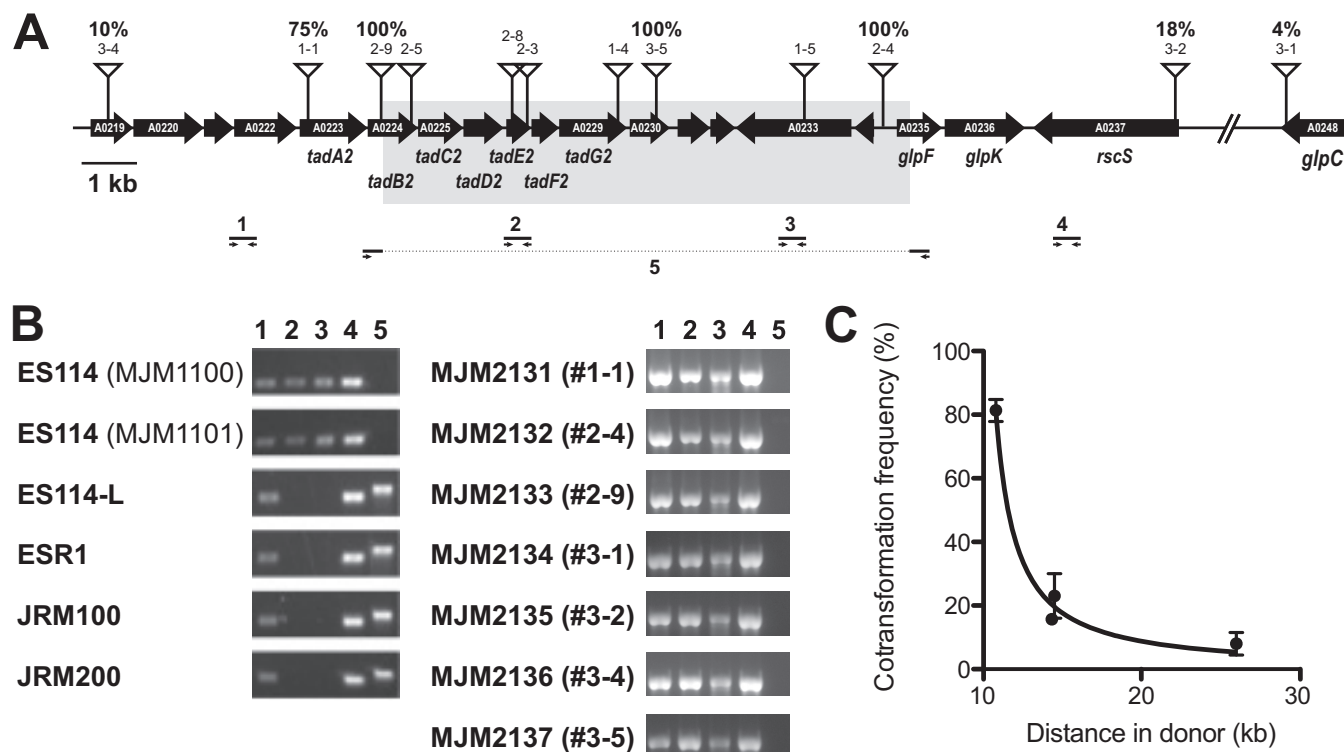 A
10% 75% 100% 100% 100% 18% 4%
3-4 1-1 2-9 2-5 2-8 2-3 1-4 3-5 1-5 2-4 3-2 3-1
A0219 A0220 A0222 A0223 A0224 A0225 A0229 A0230 A0233 A0235 A0236 A0237 A0248
tadA2 tadC2 tadE2 tadG2 glpF glpK rscS glpC
tadB2 tadD2 tadF2
1 kb
1 2 3 4
5
B
1 2 3 4 5
ES114 (MJM1100)
ES114 (MJM1101)
ES114-L
ESR1
JRM100
JRM200
1 2 3 4 5
MJM2131 (#1-1)
MJM2132 (#2-4)
MJM2133 (#2-9)
MJM2134 (#3-1)
MJM2135 (#3-2)
MJM2136 (#3-4)
MJM2137 (#3-5)
C
Cotransformation frequency (%)
100
80
60
40
20
0
10 20 30
Distance in donor (kb)